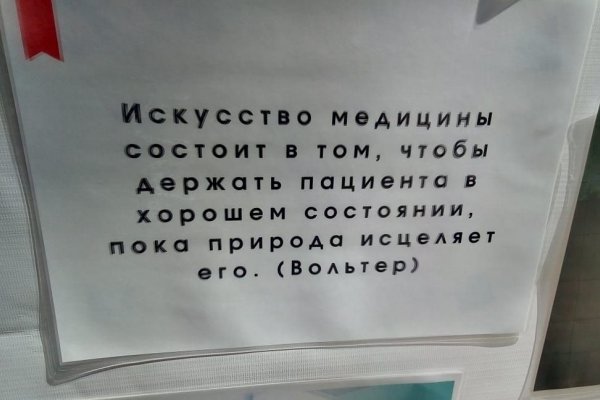 Искусство медицины
состоит в том, чтобы
держать пациента в
хорошем состоянии,
пока природа исцеляет
его. (Вольтер)